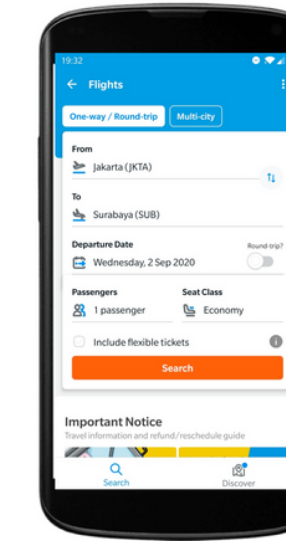 19:32
Flights
One-way / Round-trip
Multi-city
From
Jakarta (JKTA)
To
Surabaya (SUB)
Departure Date
Round-trip?
Wednesday, 2 Sep 2020
Passengers
Seat Class
1 passenger
Economy
Include flexible tickets
Search
Important Notice
Travel information and refund/reschedule guide
Search
Discover